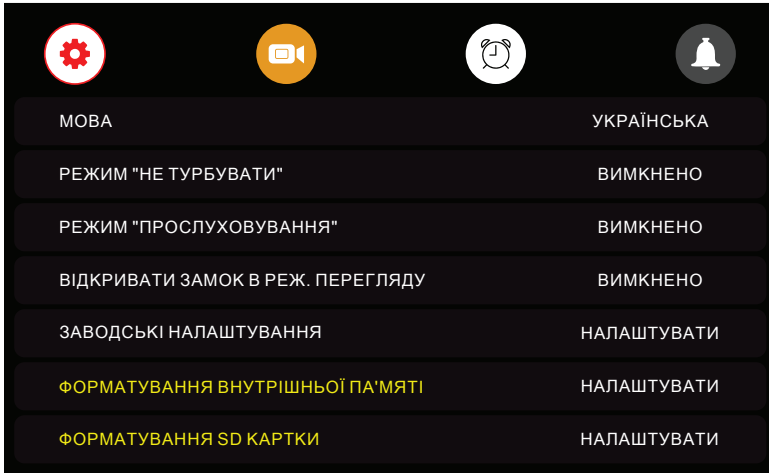 МОВА УКРАЇНСЬКА
РЕЖИМ "НЕ ТУРБУВАТИ" ВИМКНЕНО
РЕЖИМ "ПРОСЛУХОВУВАННЯ" ВИМКНЕНО
ВІДКРИВАТИ ЗАМОК В РЕЖ. ПЕРЕГЛЯДУ ВИМКНЕНО
ЗАВОДСЬКІ НАЛАШТУВАННЯ НАЛАШТУВАТИ
ФОРМАТУВАННЯ ВНУТРІШНЬОЇ ПА'МЯТІ НАЛАШТУВАТИ
ФОРМАТУВАННЯ SD КАРТКИ НАЛАШТУВАТИ